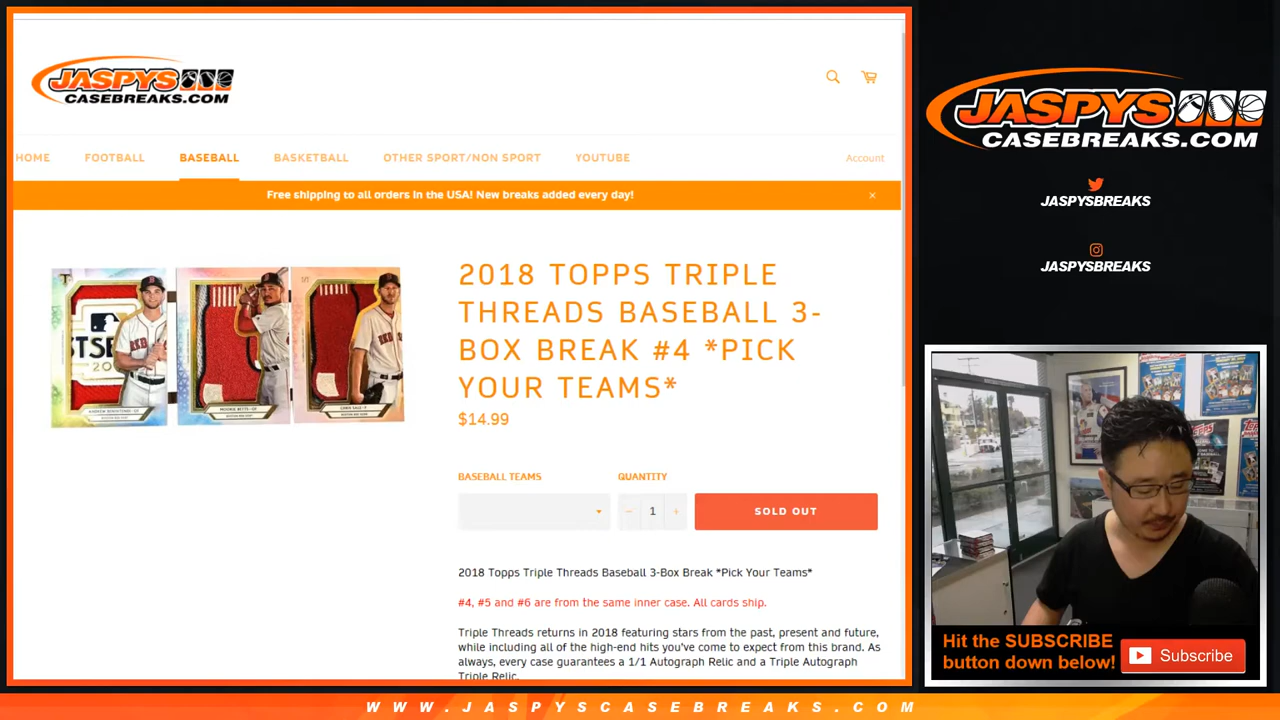 JASPYS
CASEBREAKS.COM
HOME
FOOTBALL
BASEBALL
BASKETBALL
OTHER SPORT/NON SPORT
YOUTUBE
Account
Free shipping to all orders in the USA! New breaks added every day!
×
2018 TOPPS TRIPLE
THREADS BASEBALL 3-
BOX BREAK #4 *PICK
YOUR TEAMS*
$14.99
BASEBALL TEAMS
QUANTITY
− 1 +
SOLD OUT
2018 Topps Triple Threads Baseball 3-Box Break *Pick Your Teams*
#4, #5 and #6 are from the same inner case. All cards ship.
Triple Threads returns in 2018 featuring stars from the past, present and future,
while including all of the high-end hits you've come to expect from this brand. As
always, every case guarantees a 1/1 Autograph Relic and a Triple Autograph
Triple Relic.
JASPYS
CASEBREAKS.COM
JASPYSBREAKS
JASPYSBREAKS
Hit the SUBSCRIBE
button down below!
Subscribe
WWW.JASPYSCASEBREAKS.COM